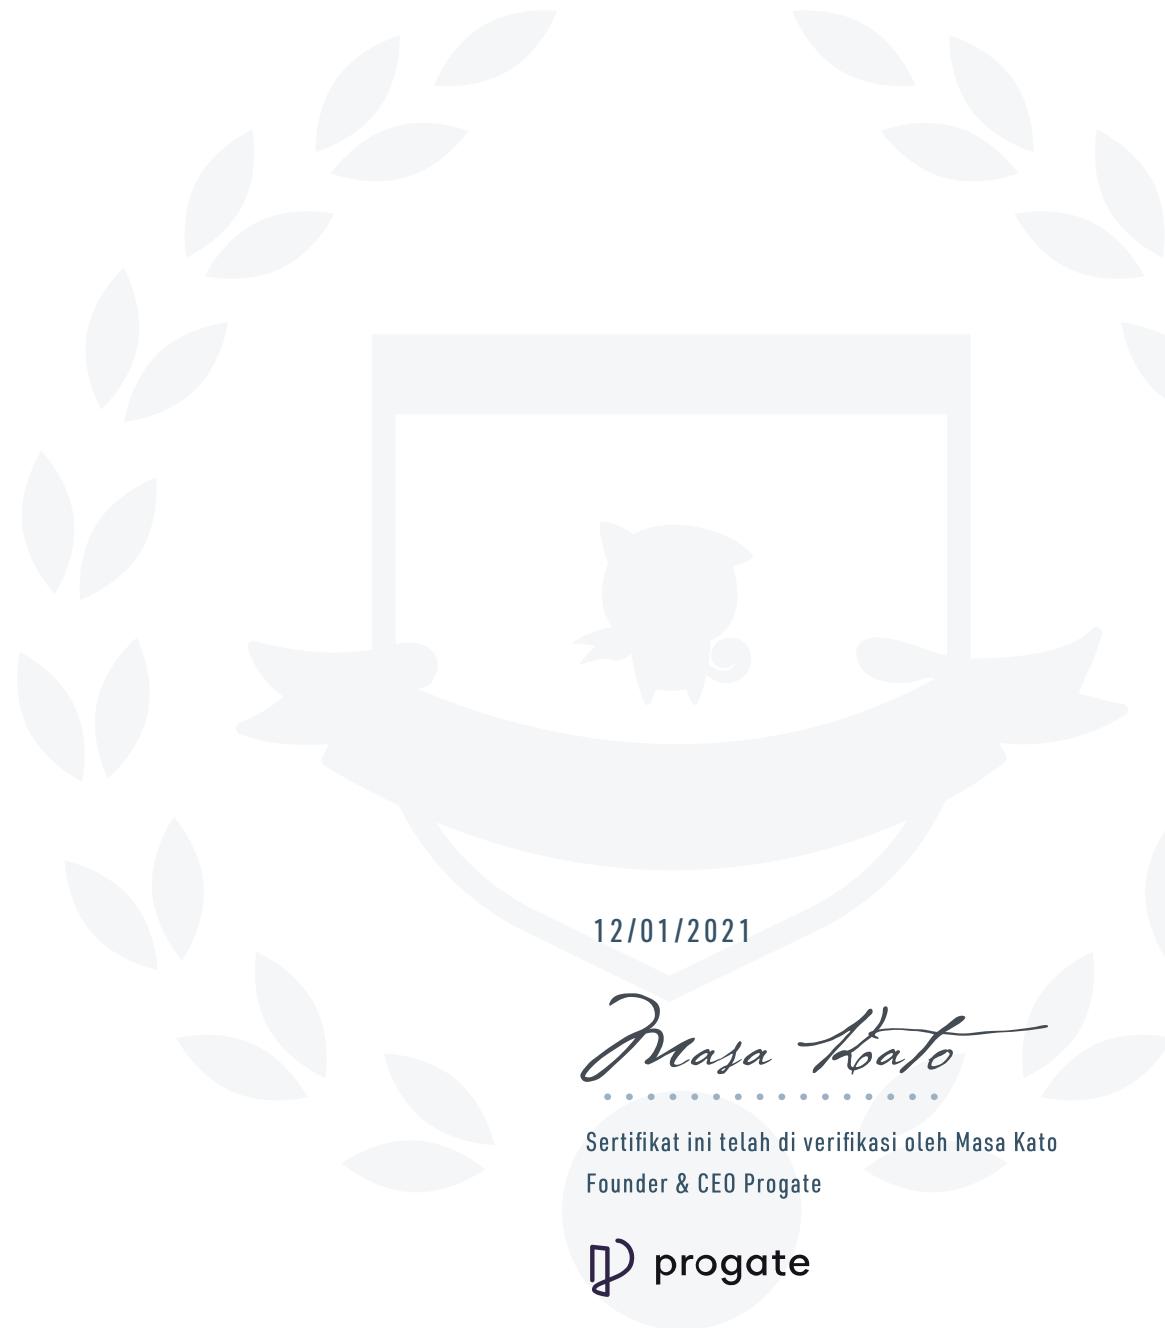 12/01/2021
Masa Kato
Sertifikat ini telah di verifikasi oleh Masa Kato
Founder & CEO Progate
progate